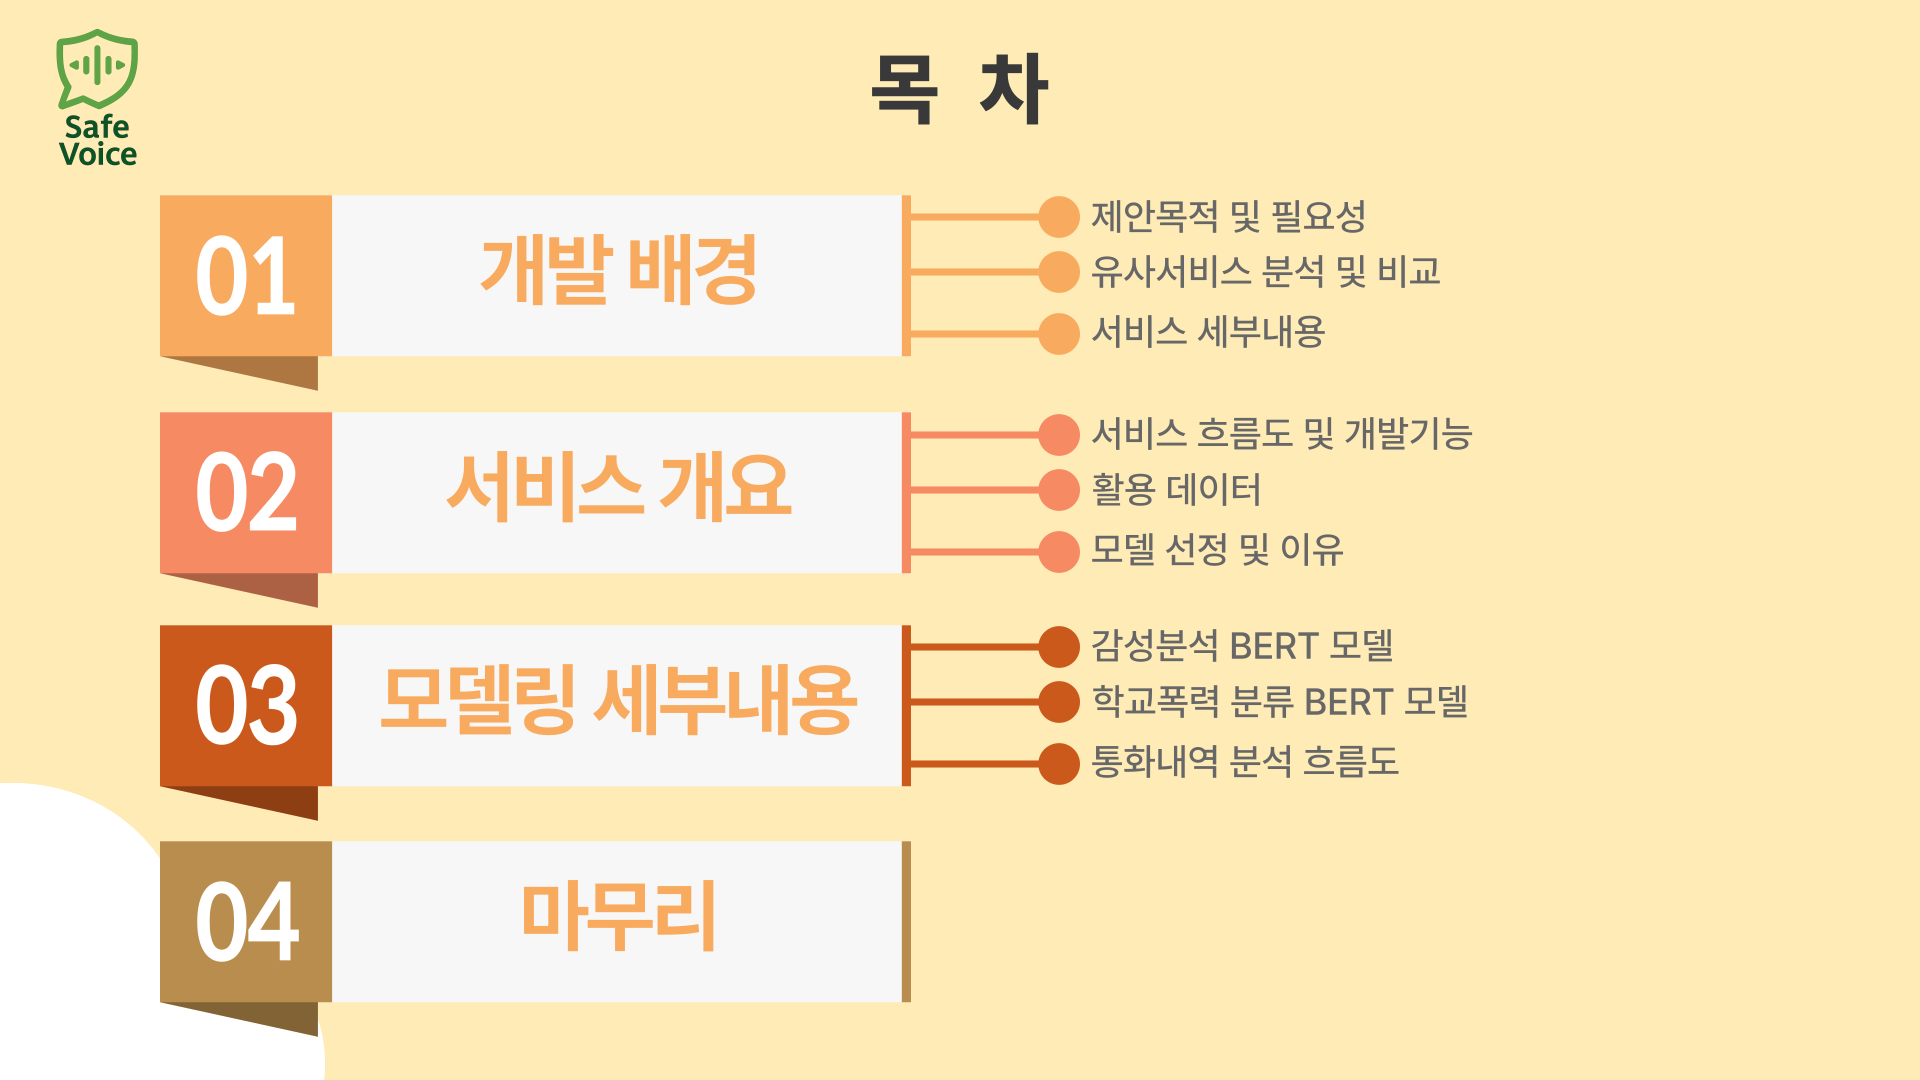 Safe
Voice
목 차
01
개발 배경
제안목적 및 필요성
유사서비스 분석 및 비교
서비스 세부내용
02
서비스 개요
서비스 흐름도 및 개발기능
활용 데이터
모델 선정 및 이유
03
모델링 세부내용
감성분석 BERT 모델
학교폭력 분류 BERT 모델
통화내역 분석 흐름도
04
마무리